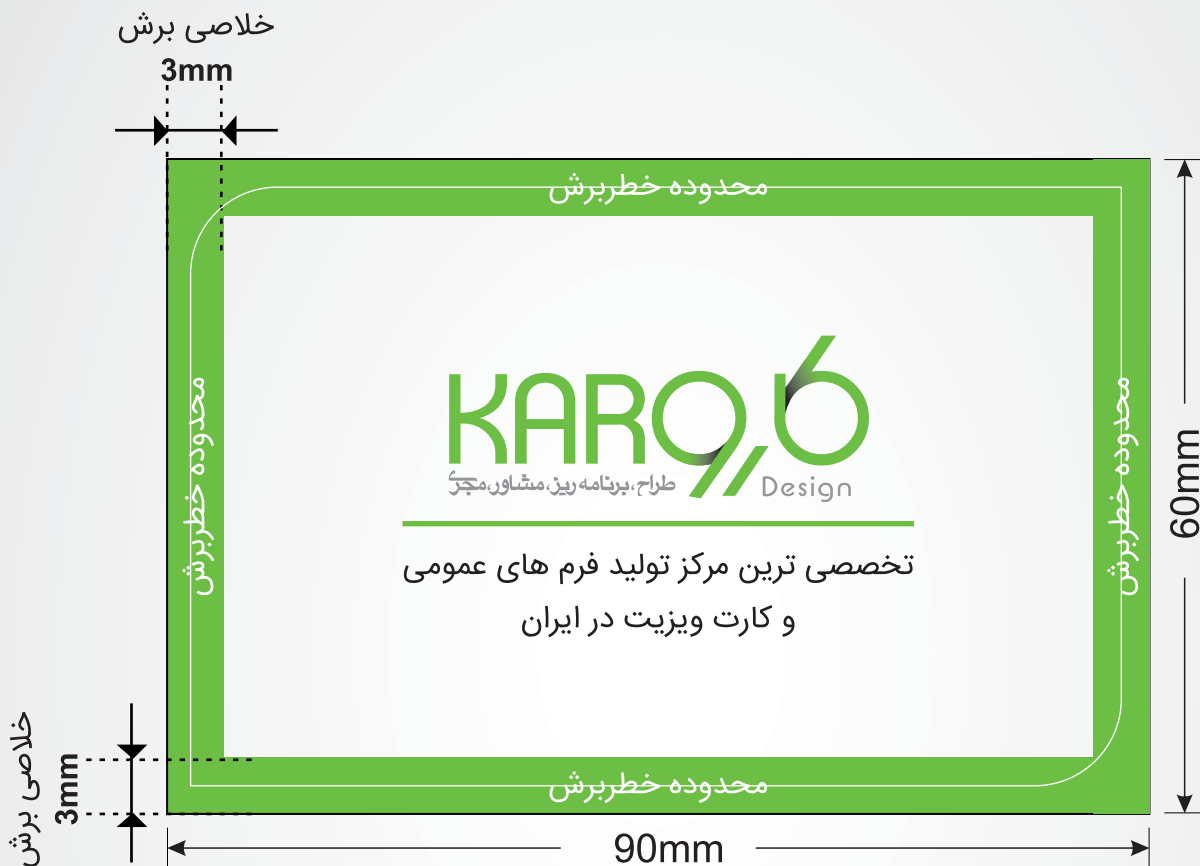 خلاصی برش
3mm
محدوده خطربرش
محدوده خطربرش
KARO کارو
طراح،برنامه ریز،مشاور،مجری
Design
تخصصی ترین مرکز تولید فرم های عمومی
و کارت ویزیت در ایران
محدوده خطربرش
60mm
خلاصی برش
3mm
محدوده خطربرش
90mm